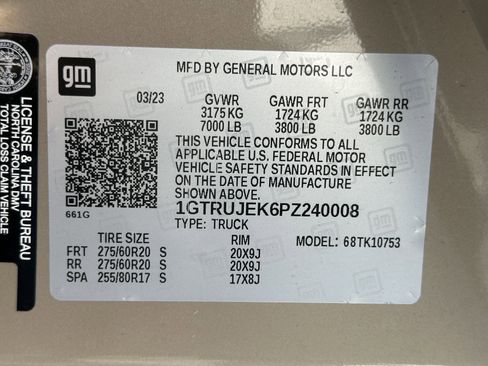 gm
MFD BY GENERAL MOTORS LLC
03/23 GVWR GAWR FRT GAWR RR
3175 KG 1724 KG 1724 KG
7000 LB 3800 LB 3800 LB
THIS VEHICLE CONFORMS TO ALL
APPLICABLE U.S. FEDERAL MOTOR
VEHICLE SAFETY STANDARDS IN EFFECT
ON THE DATE OF MANUFACTURE SHOWN ABOVE.
661G
1GTRUJEK6PZ240008
TYPE: TRUCK
MODEL: 68TK10753
TIRE SIZE RIM
FRT 275/60R20 S 20X9J
RR 275/60R20 S 20X9J
SPA 255/80R17 S 17X8J
LICENSE & THEFT BUREAU
NORTH CAROLINA DMV
TOTAL LOSS CLAIM VEHICLE